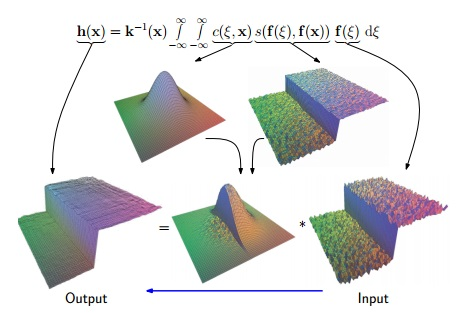 h(x) = k⁻¹(x) ∫_{-∞}^{∞} ∫_{-∞}^{∞} c(ξ, x) s(f(ξ), f(x)) f(ξ) dξ
= *
Output Input